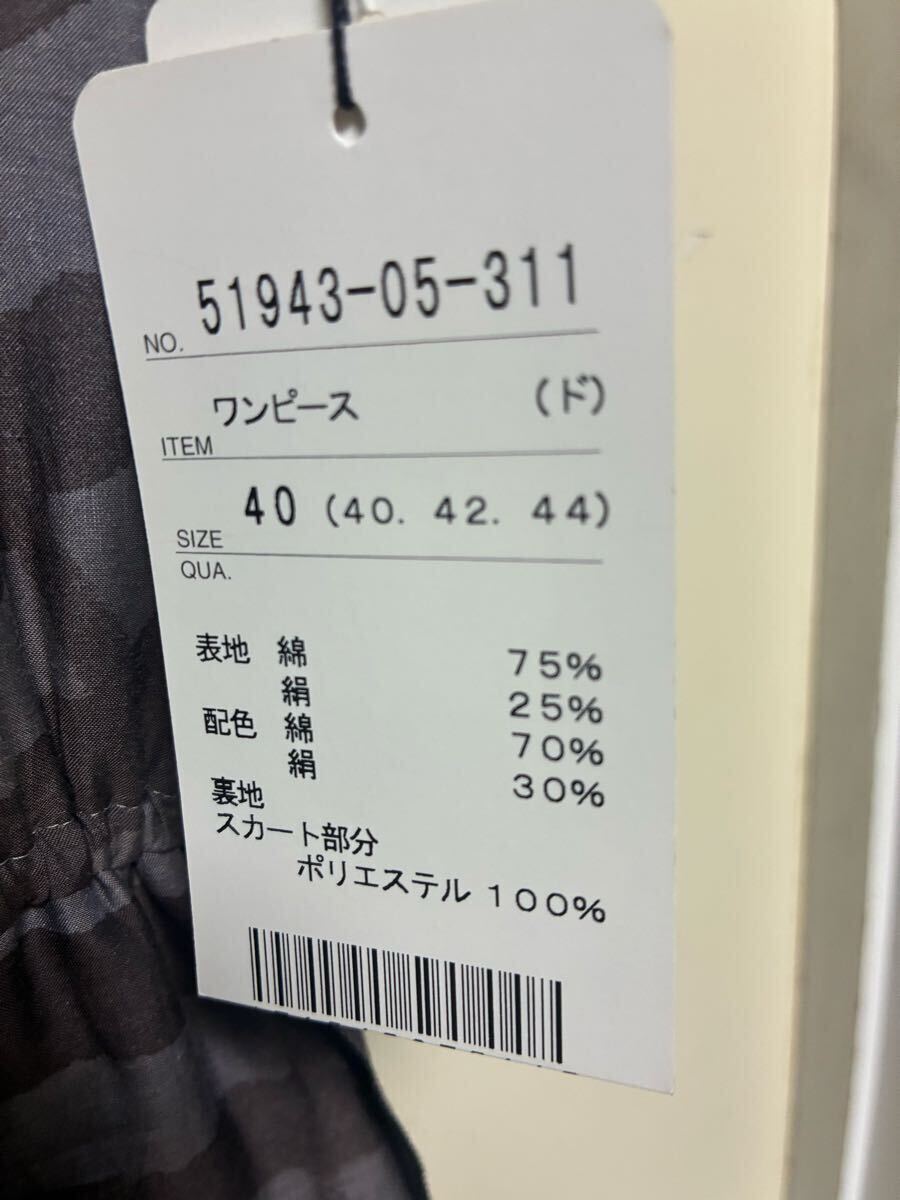 NO. 51943-05-311
ITEM ワンピース (ド)
SIZE 40 (40. 42. 44)
QUA.
表地 綿 75%
絹 25%
配色 綿 70%
絹 30%
裏地
スカート部分
ポリエステル 100%